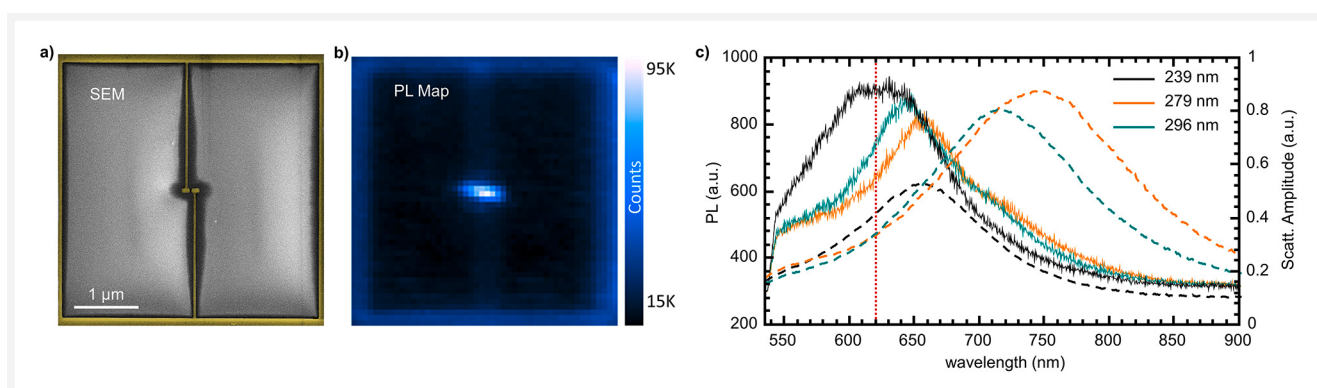 a)
SEM
1 μm
b)
PL Map
95K
Counts
15K
c)
1000
800
600
400
200
PL (a.u.)
239 nm
279 nm
296 nm
1
0.8
0.6
0.4
0.2
0
Scatt. Amplitude (a.u.)
550 600 650 700 750 800 850 900
wavelength (nm)